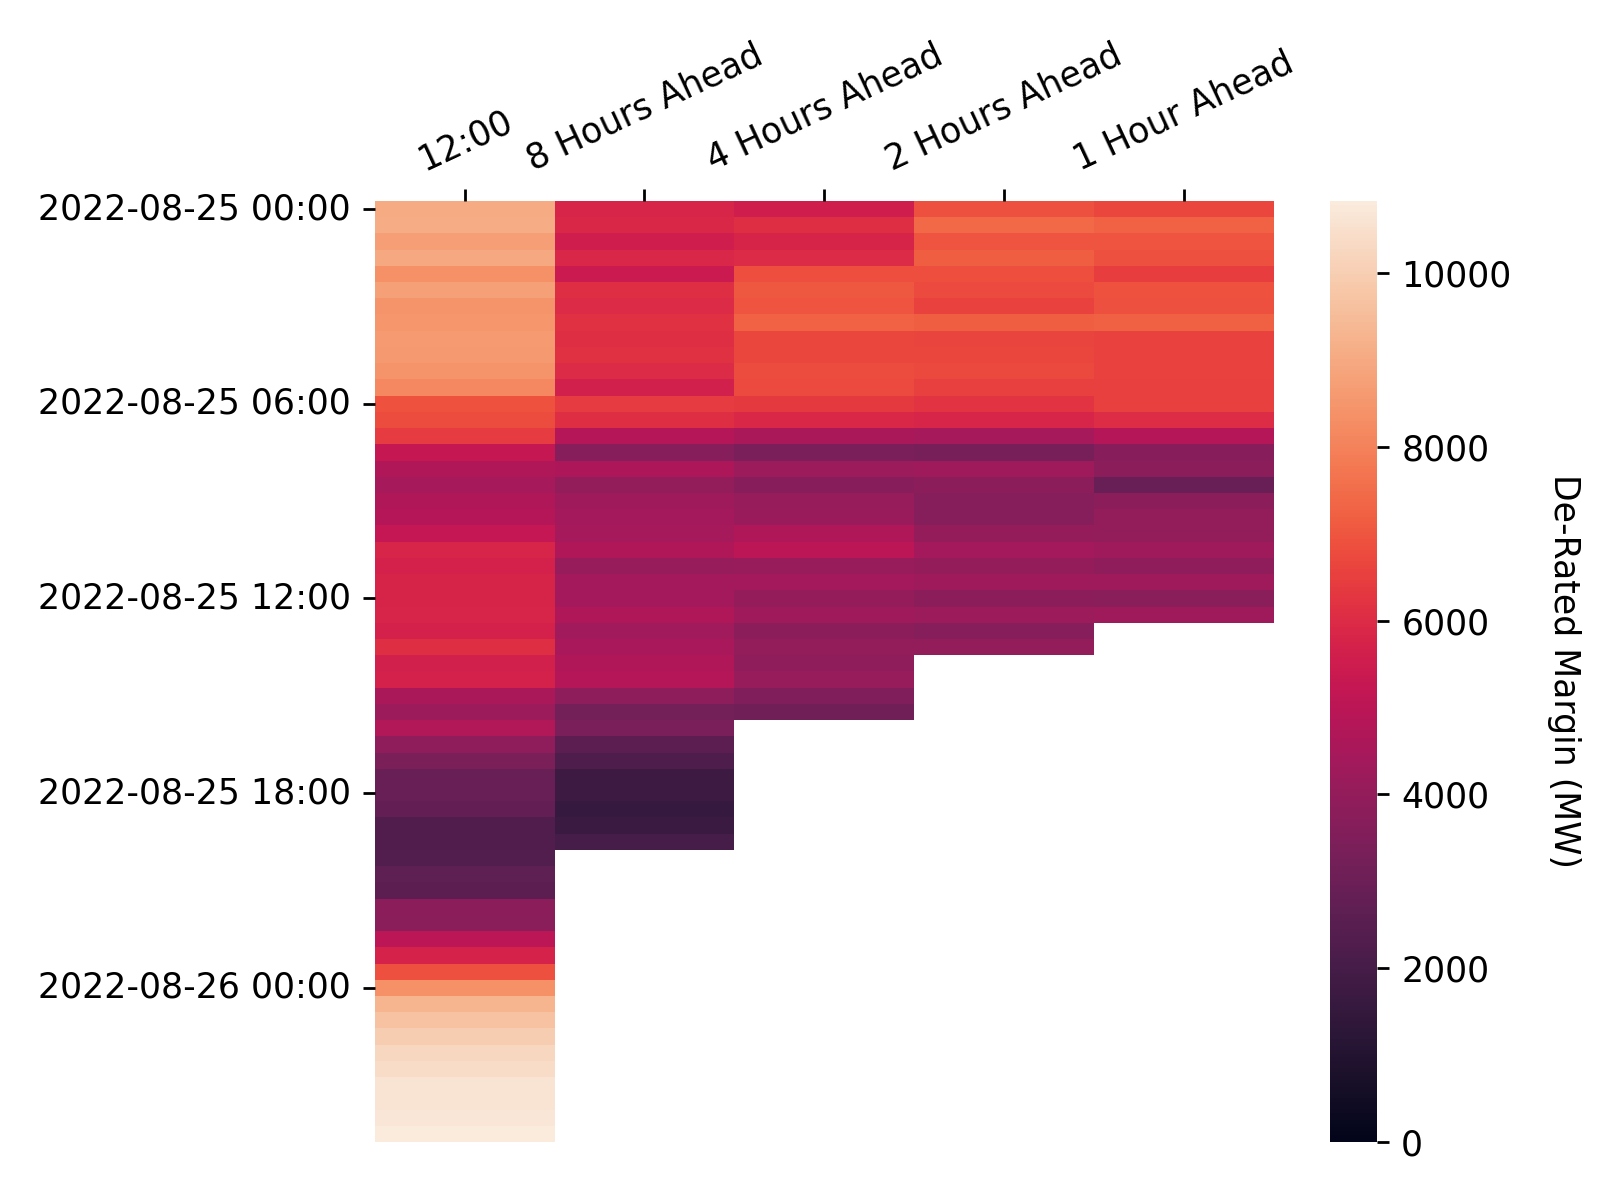 12:00
8 Hours Ahead
4 Hours Ahead
2 Hours Ahead
1 Hour Ahead
2022-08-25 00:00
2022-08-25 06:00
2022-08-25 12:00
2022-08-25 18:00
2022-08-26 00:00
10000
8000
6000
4000
2000
0
De-Rated Margin (MW)